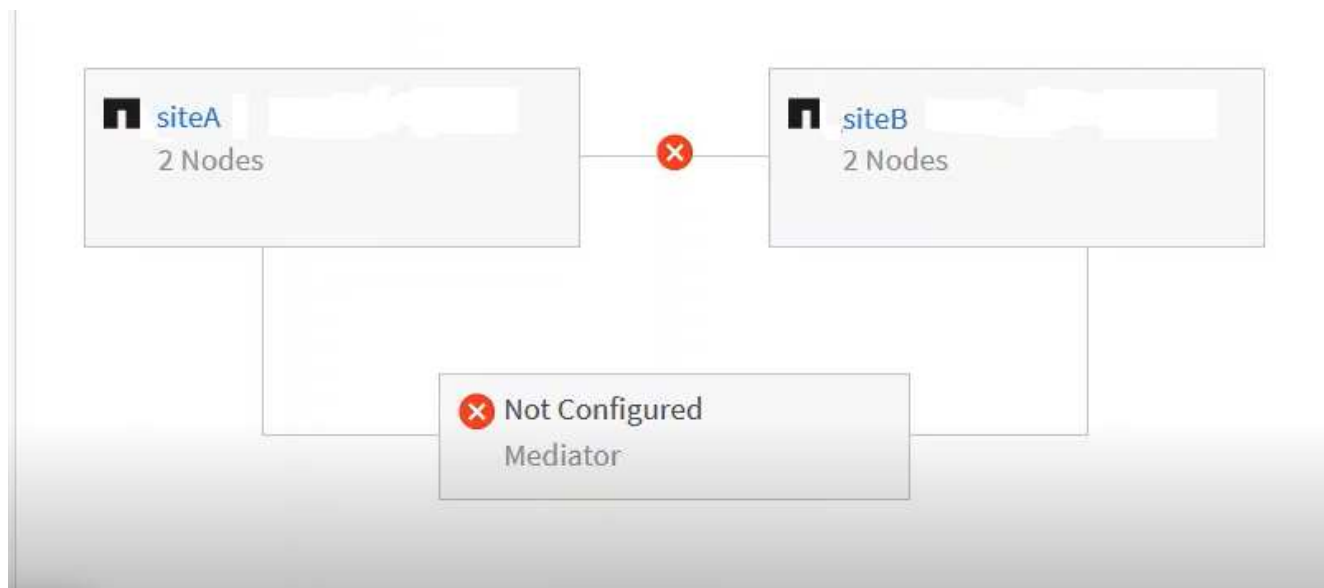 siteA
2 Nodes
siteB
2 Nodes
Not Configured
Mediator